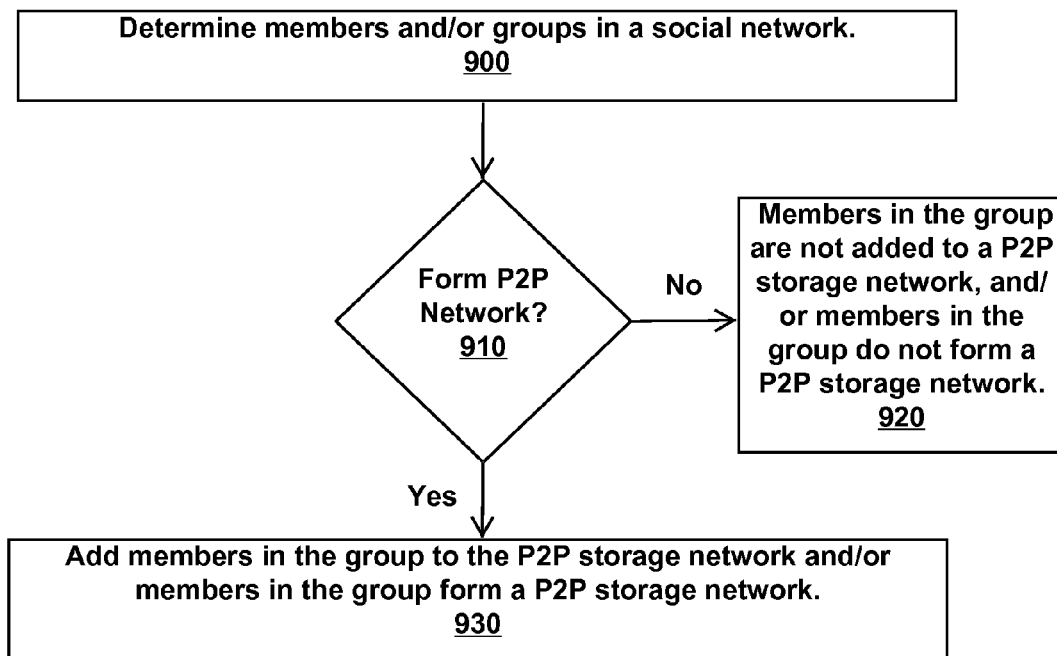 Determine members and/or groups in a social network.
900
Form P2P
Network?
910
No
Members in the group
are not added to a P2P
storage network, and/
or members in the
group do not form a
P2P storage network.
920
Yes
Add members in the group to the P2P storage network and/or
members in the group form a P2P storage network.
930